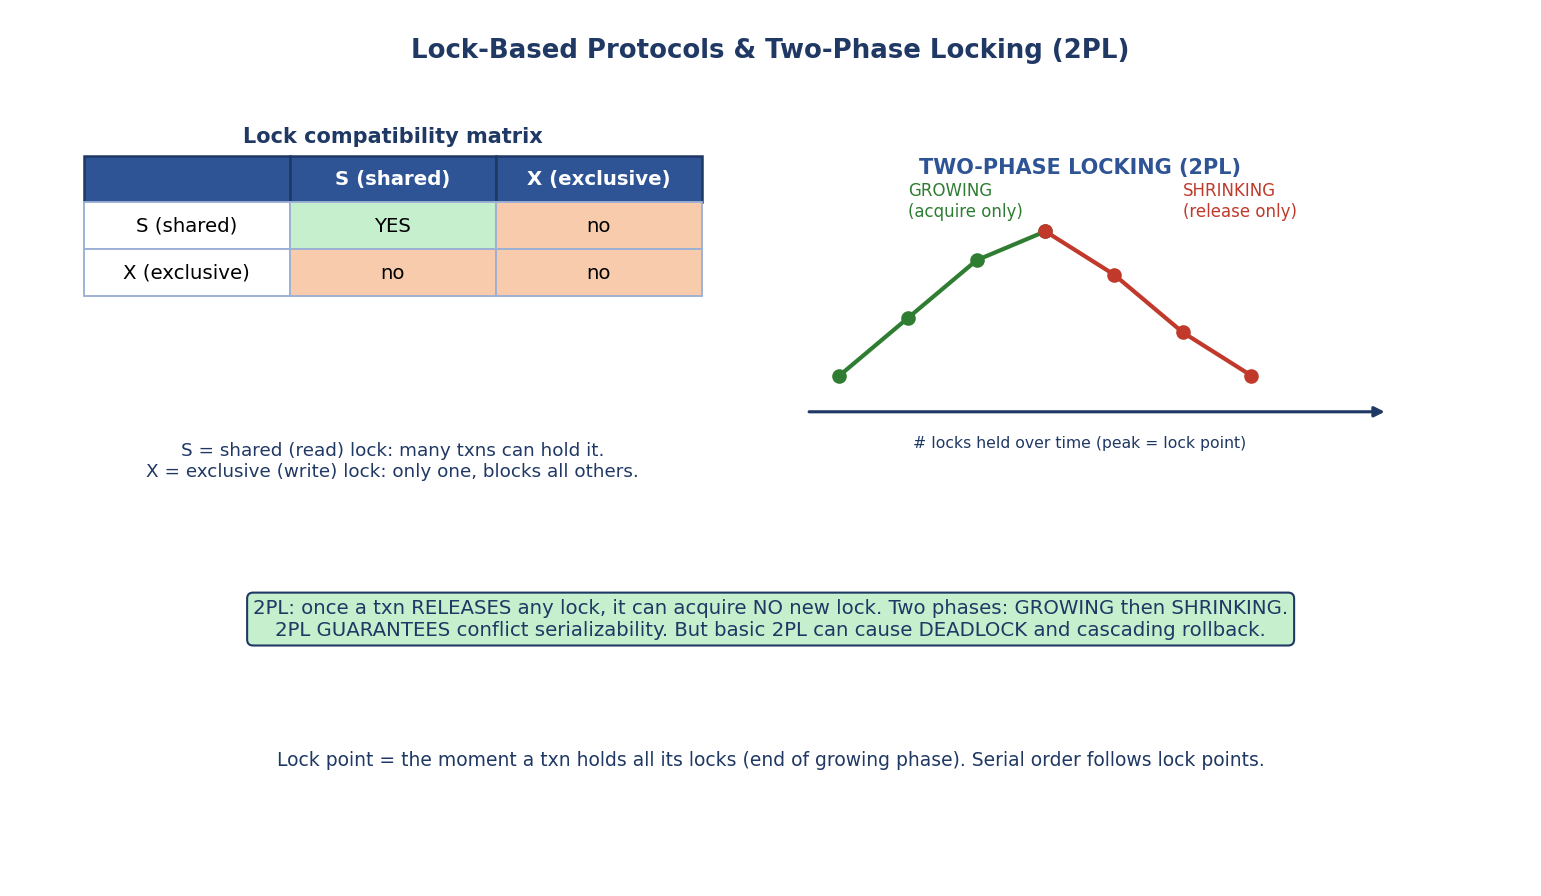 Lock-Based Protocols & Two-Phase Locking (2PL)
Lock compatibility matrix
S (shared) X (exclusive)
S (shared) YES no
X (exclusive) no no
S = shared (read) lock: many txns can hold it.
X = exclusive (write) lock: only one, blocks all others.
TWO-PHASE LOCKING (2PL)
GROWING
(acquire only)
SHRINKING
(release only)
# locks held over time (peak = lock point)
2PL: once a txn RELEASES any lock, it can acquire NO new lock. Two phases: GROWING then SHRINKING.
2PL GUARANTEES conflict serializability. But basic 2PL can cause DEADLOCK and cascading rollback.
Lock point = the moment a txn holds all its locks (end of growing phase). Serial order follows lock points.